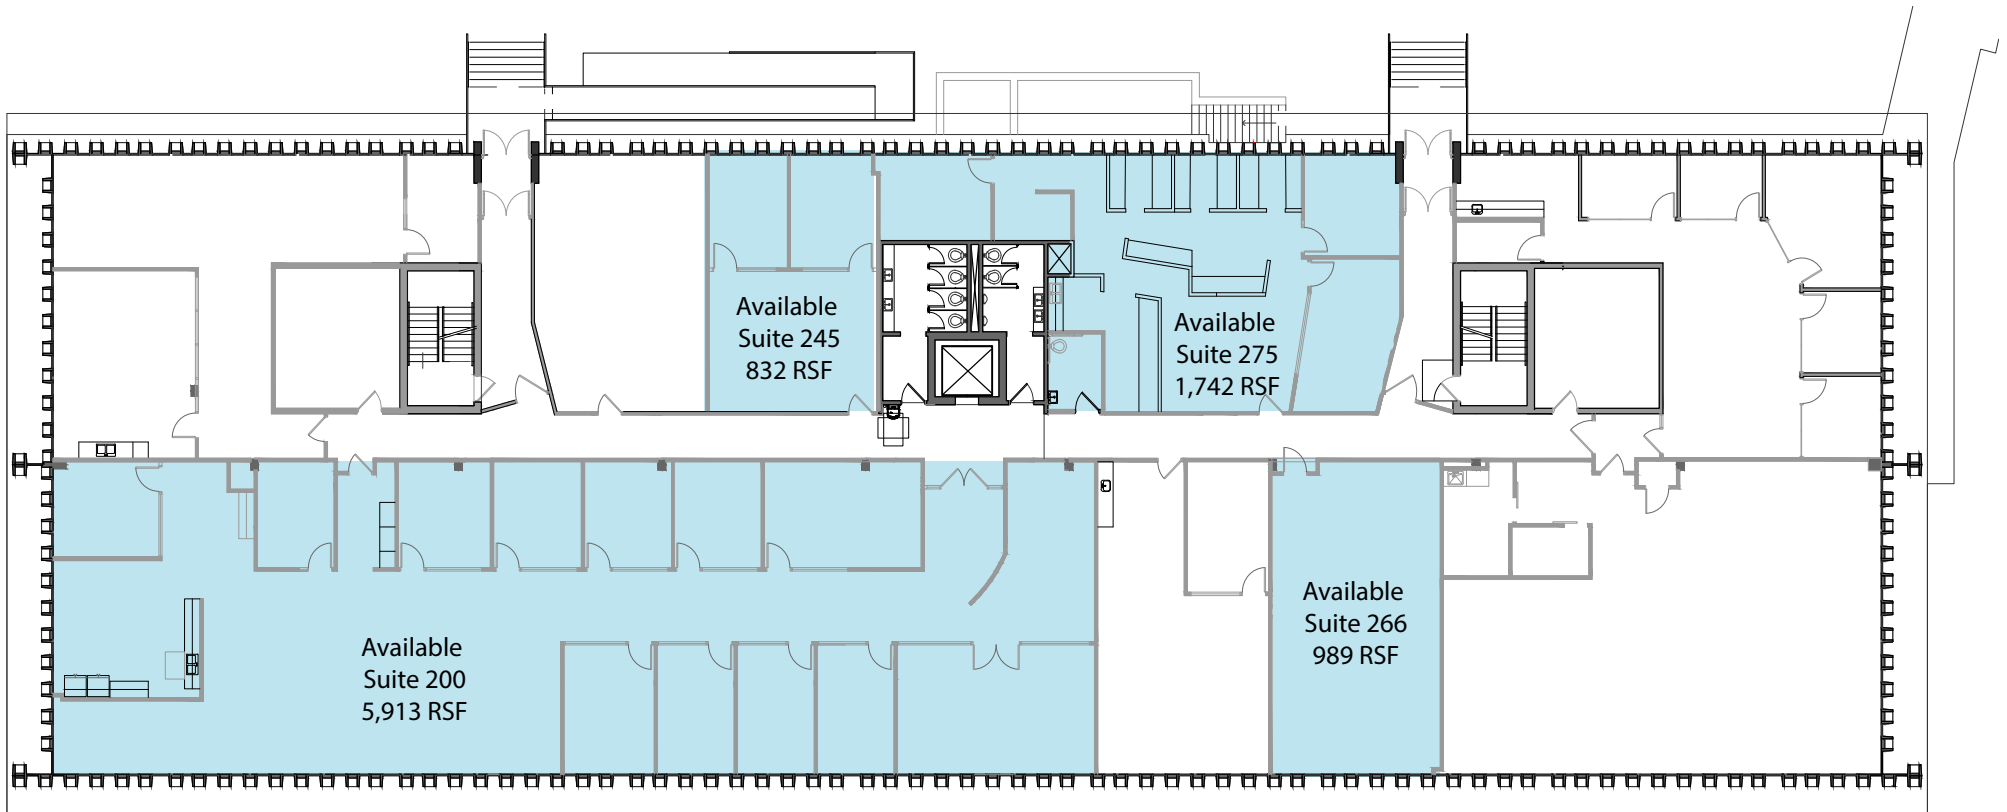 Available
Suite 245
832 RSF
Available
Suite 275
1,742 RSF
Available
Suite 200
5,913 RSF
Available
Suite 266
989 RSF